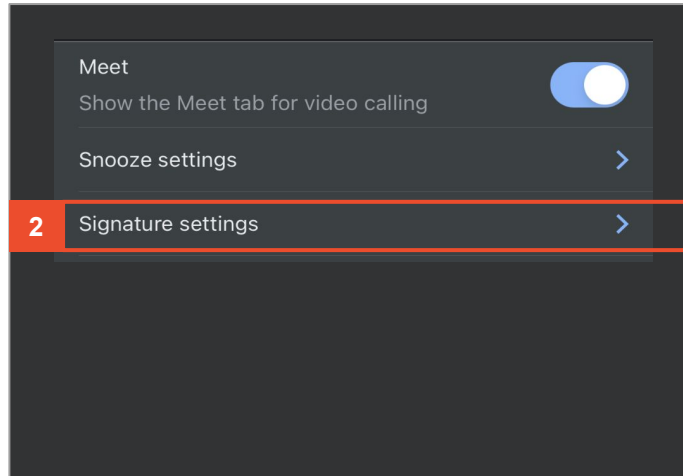 Meet
Show the Meet tab for video calling
Snooze settings
2 Signature settings